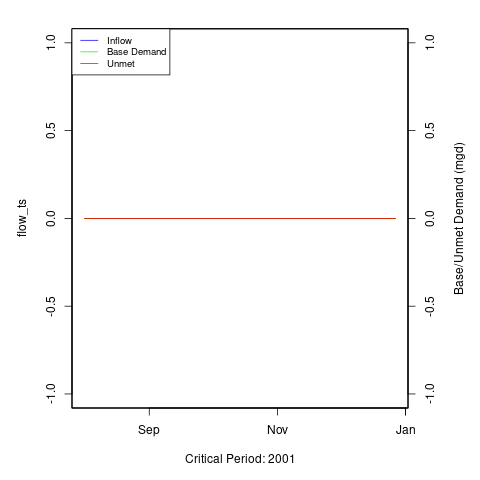 Inflow
Base Demand
Unmet
1.0
0.5
0.0
-0.5
-1.0
flow_ts
1.0
0.5
0.0
-0.5
-1.0
Base/Unmet Demand (mgd)
Sep Nov Jan
Critical Period: 2001